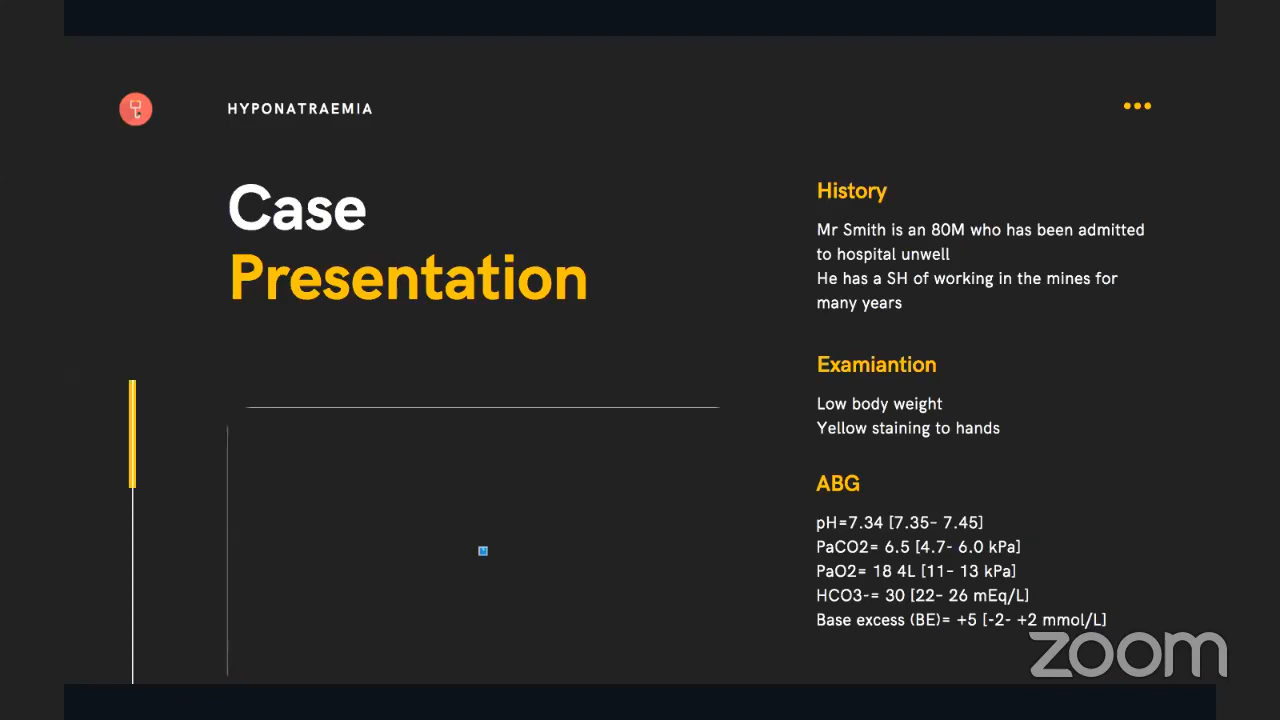 HYPONATRAEMIA
Case
Presentation
History
Mr Smith is an 80M who has been admitted
to hospital unwell
He has a SH of working in the mines for
many years
Examiantion
Low body weight
Yellow staining to hands
ABG
pH=7.34 [7.35- 7.45]
PaCO2= 6.5 [4.7- 6.0 kPa]
PaO2= 18 4L [11- 13 kPa]
HCO3-= 30 [22- 26 mEq/L]
Base excess (BE)= +5 [-2- +2 mmol/L]
zoom